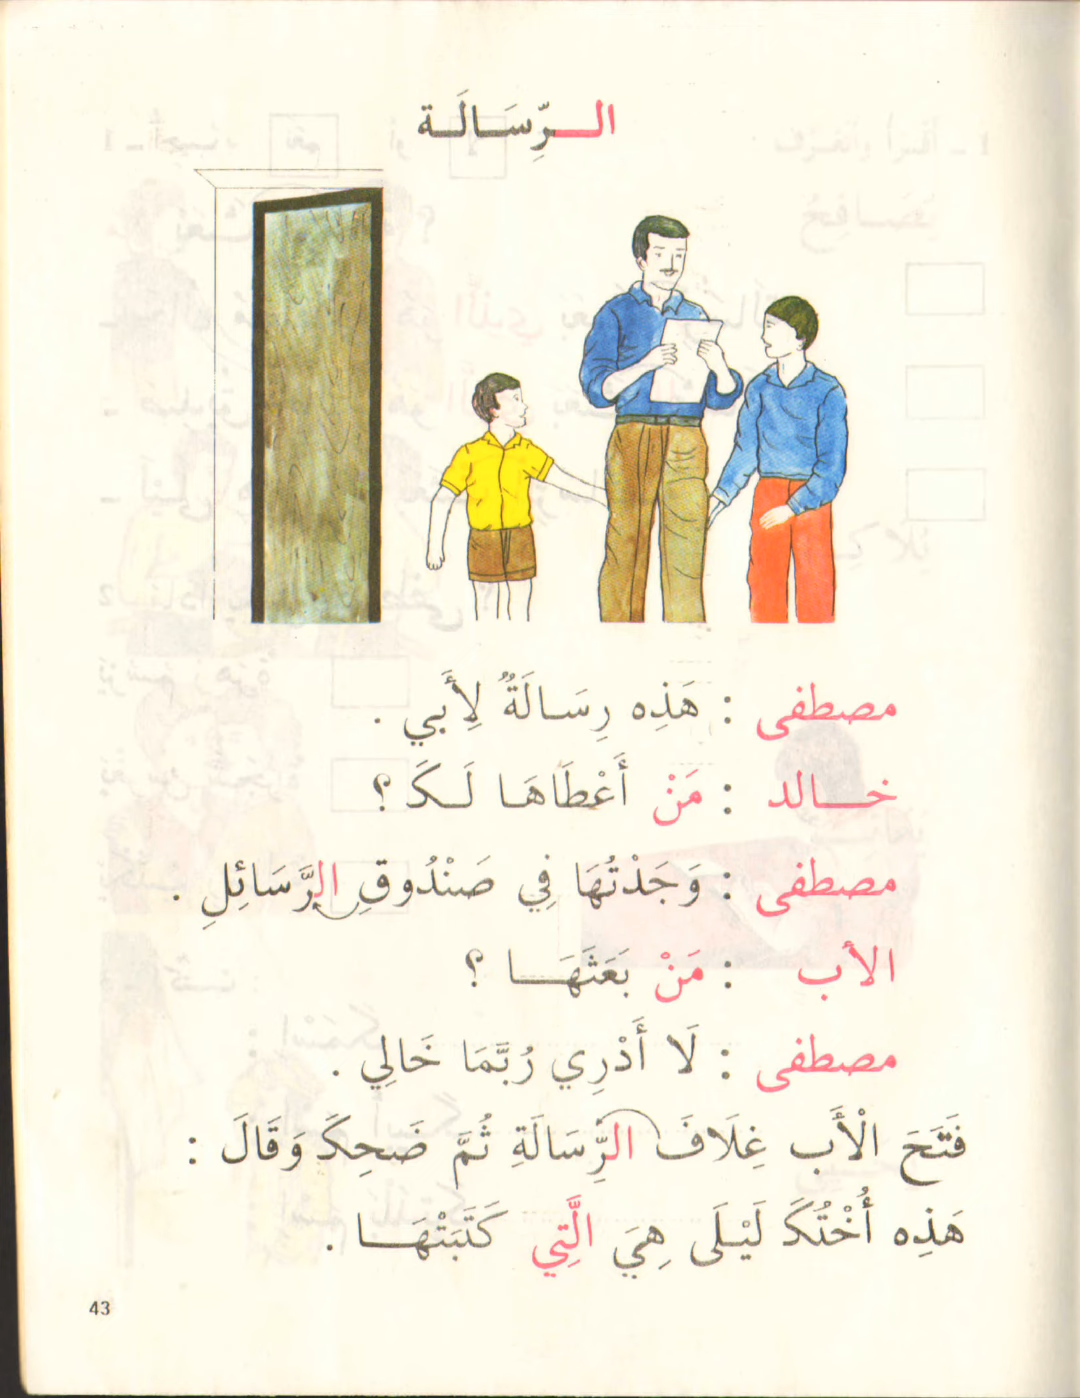 الرِّسَالَة
مصطفى : هَذِه رِسَالَةٌ لِأَبي .
خالد : مَنْ أَعْطَاهَا لَكَ ؟
مصطفى : وَجَدْتُهَا فِي صَنْدُوقِ الرَّسَائِلِ .
الأب : مَنْ بَعَثَهَا ؟
مصطفى : لَا أَدْرِي رُبَّمَا خَالِي .
فَتَحَ الْأَب غِلَافَ الرِّسَالَةِ ثُمَّ ضَحِكَ وَقَالَ :
هَذِه أُخْتُكَ لَيْلَى هِيَ الَّتِي كَتَبَتْهَا .
43